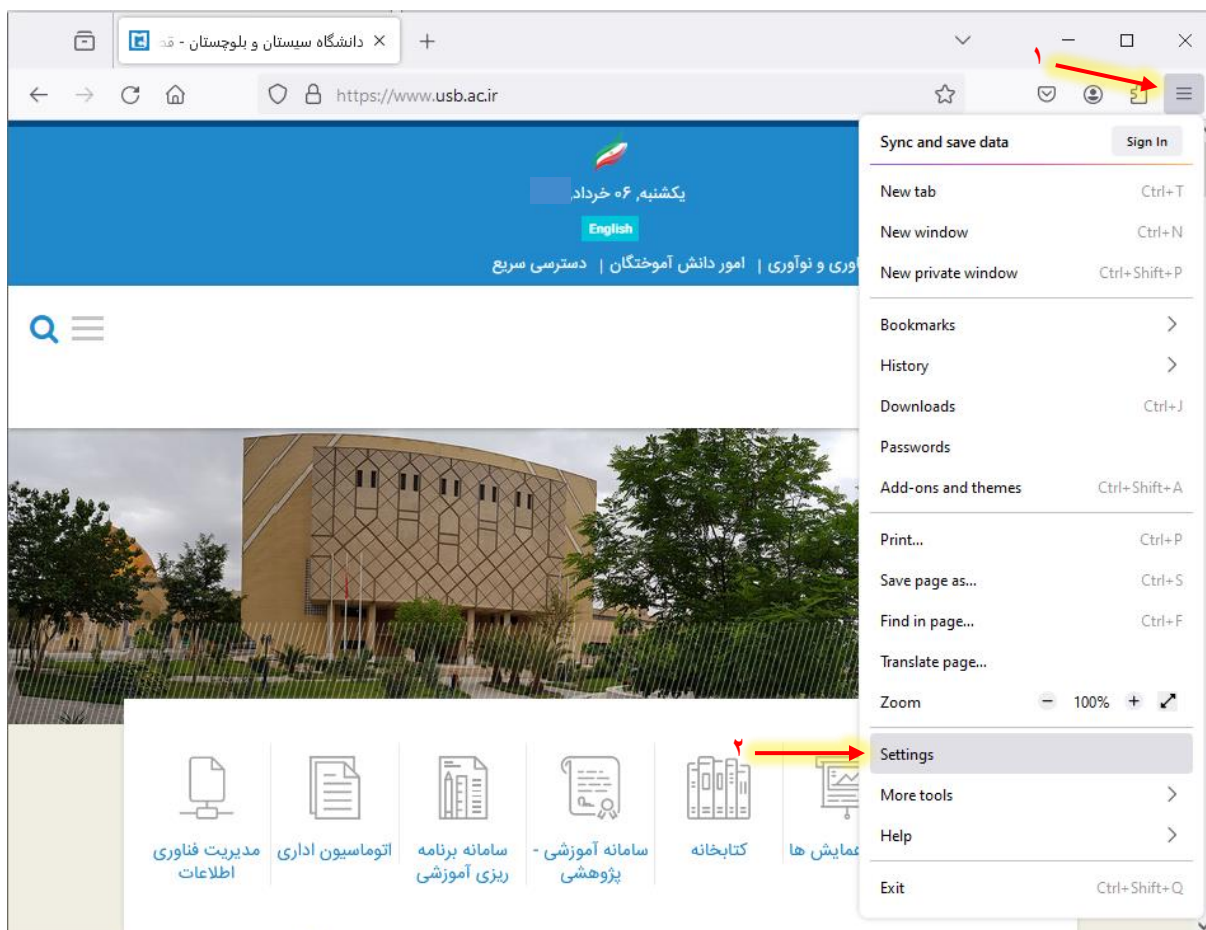 دانشگاه سیستان و بلوچستان - قد
https://www.usb.ac.ir
۱
یکشنبه, ۰۶ خرداد,
English
اوری و نوآوری | امور دانش آموختگان | دسترسی سریع
Sync and save data Sign In
New tab Ctrl+T
New window Ctrl+N
New private window Ctrl+Shift+P
Bookmarks
History
Downloads Ctrl+J
Passwords
Add-ons and themes Ctrl+Shift+A
Print... Ctrl+P
Save page as... Ctrl+S
Find in page... Ctrl+F
Translate page...
Zoom − 100% +
۲
Settings
More tools
Help
Exit Ctrl+Shift+Q
همایش ها
کتابخانه
سامانه آموزشی -
پژوهشی
سامانه برنامه
ریزی آموزشی
اتوماسیون اداری
مدیریت فناوری
اطلاعات